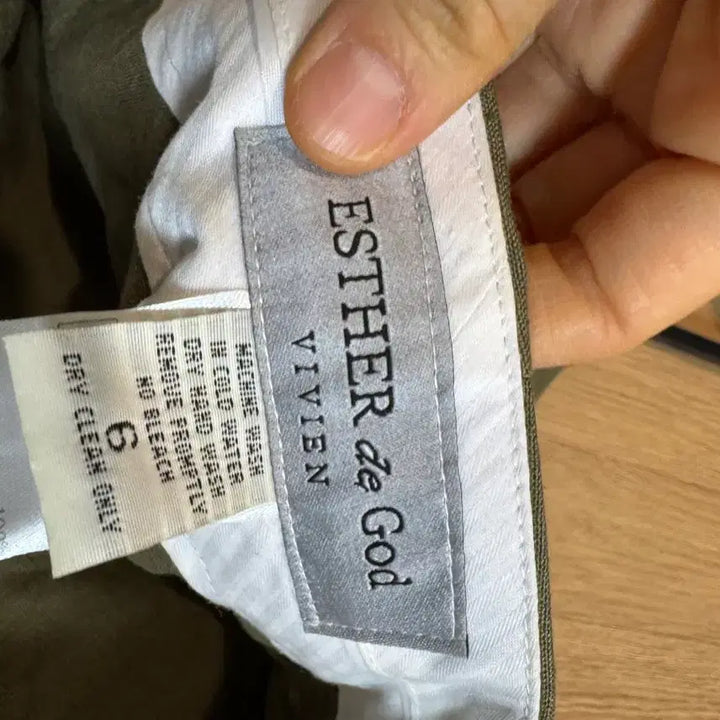 ESTHER de God
VIVIEN
MACHINE WASH
IN COLD WATER
DRY HAND WASH
REMOVE PROMPTLY
NO BLEACH
6
DRY CLEAN ONLY